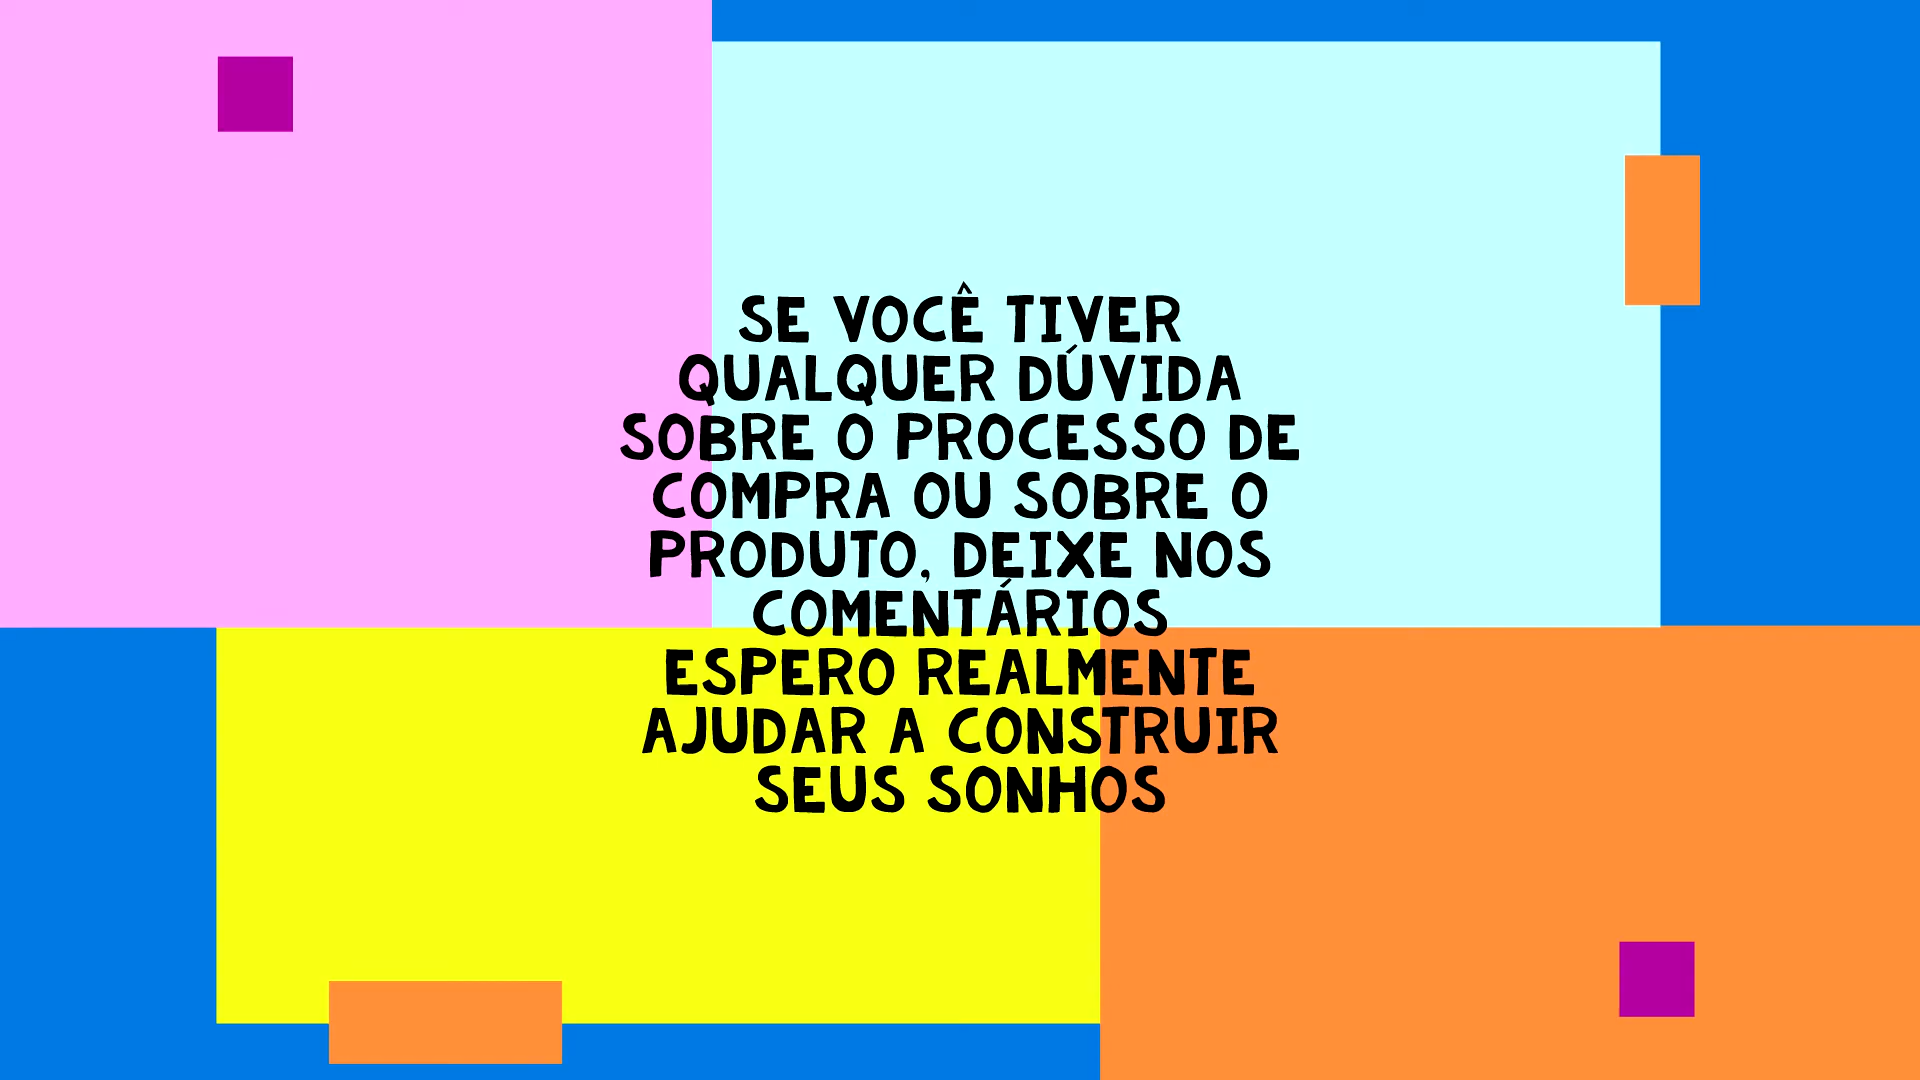 SE VOCÊ TIVER
QUALQUER DÚVIDA
SOBRE O PROCESSO DE
COMPRA OU SOBRE O
PRODUTO, DEIXE NOS
COMENTÁRIOS
ESPERO REALMENTE
AJUDAR A CONSTRUIR
SEUS SONHOS